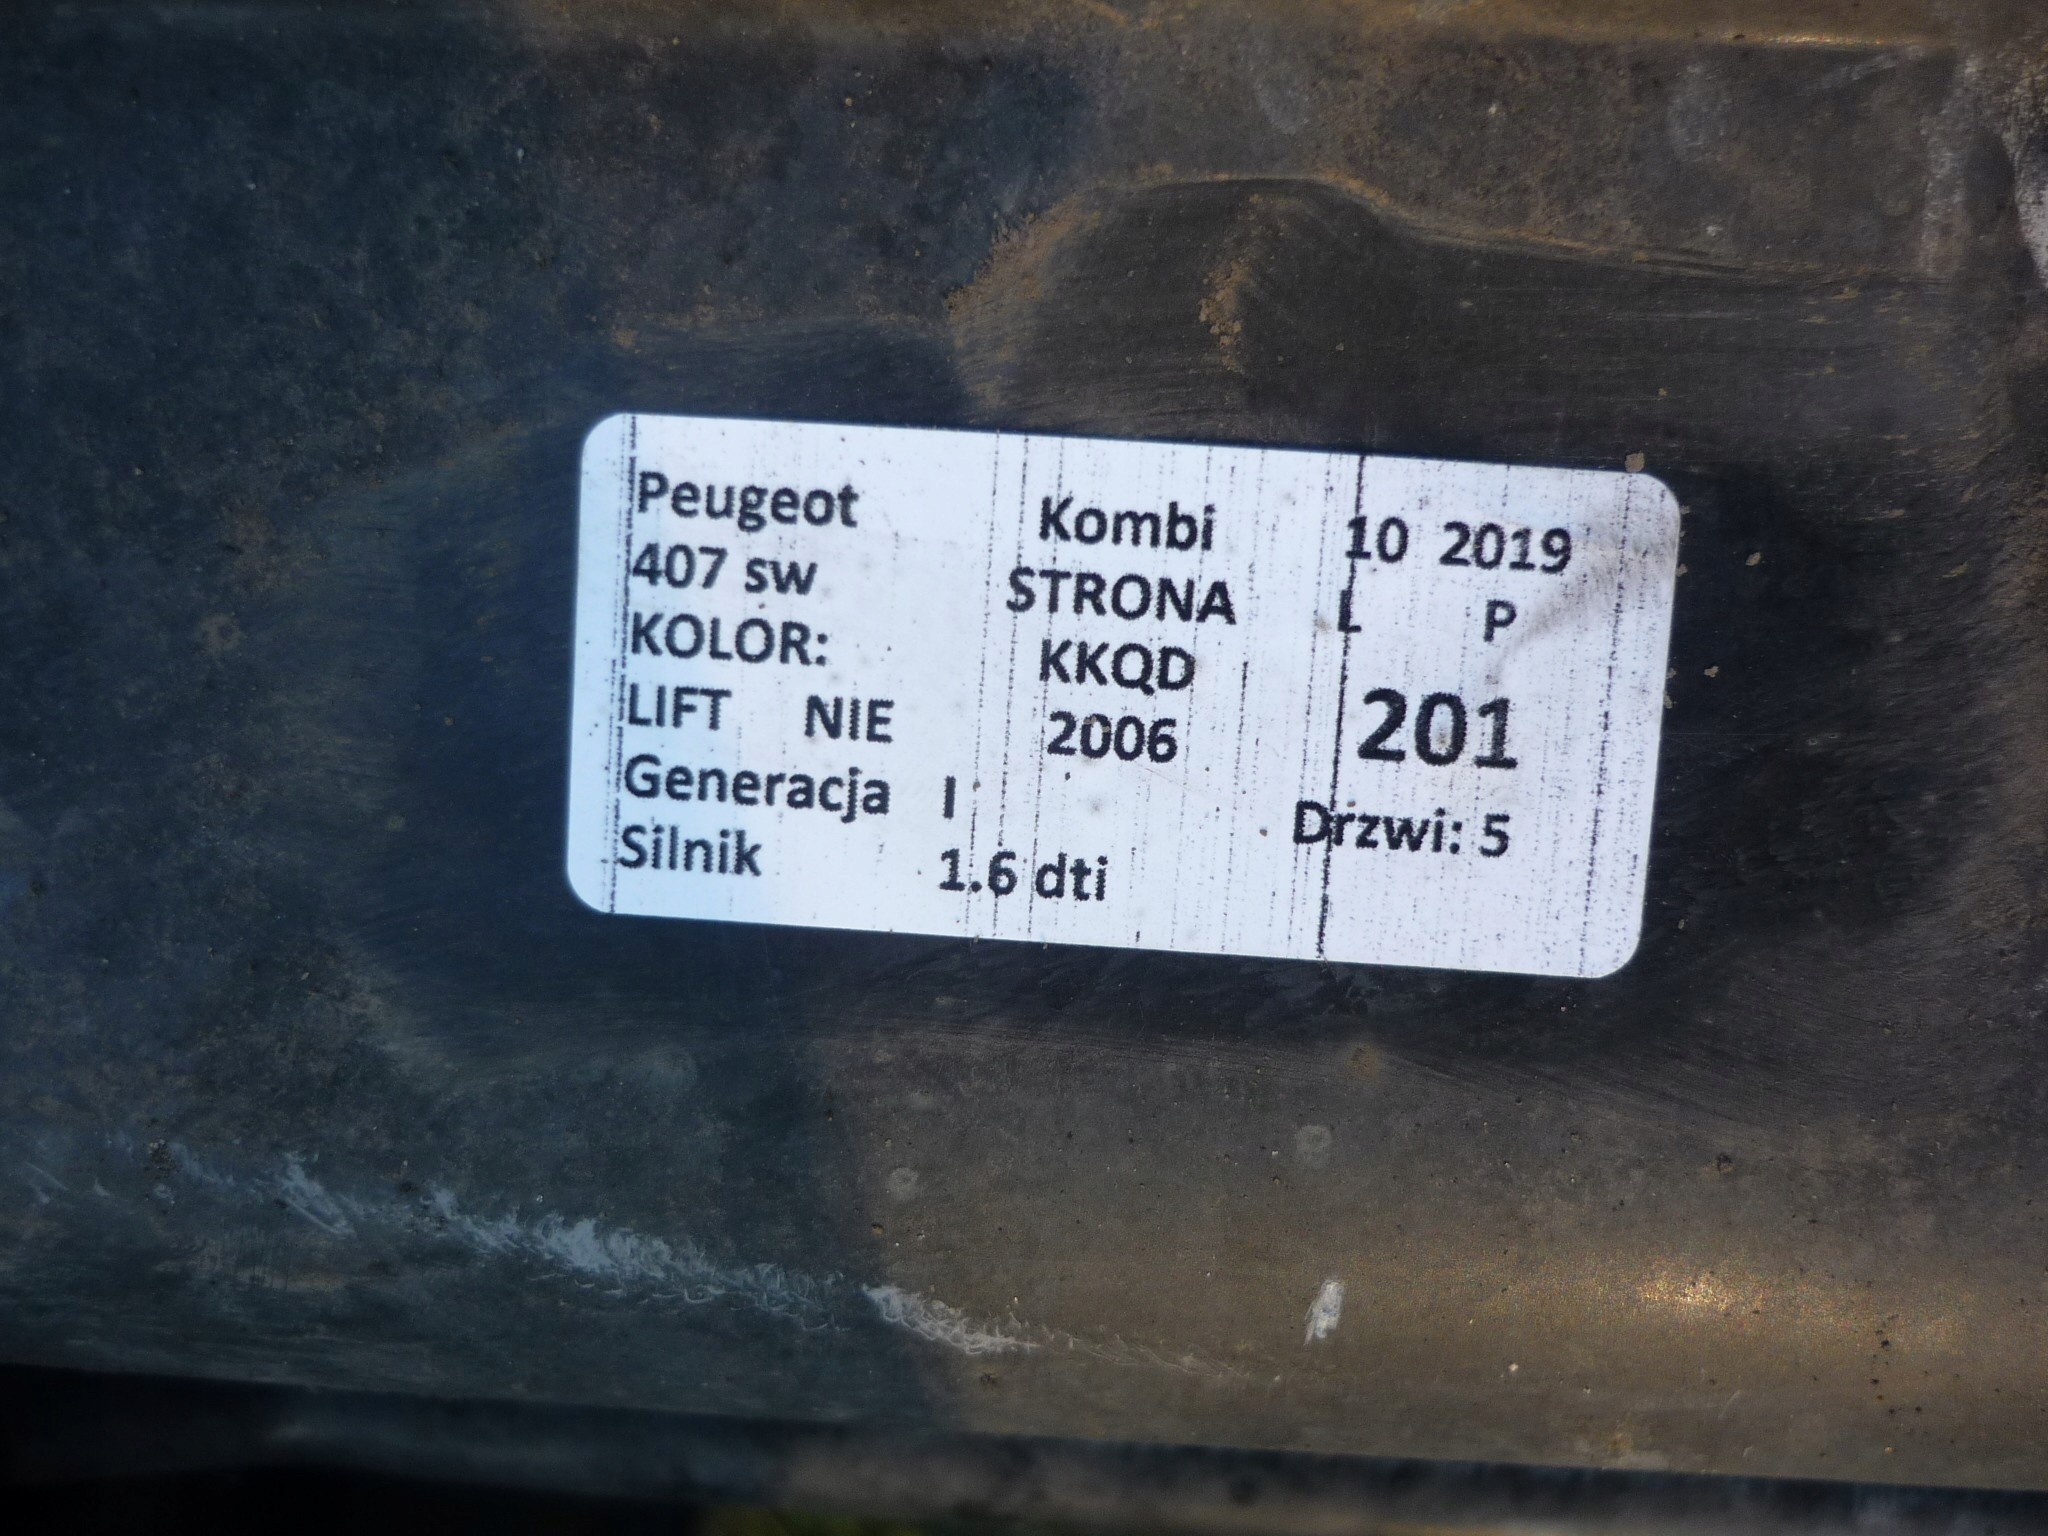 Peugeot Kombi 10 2019
407 sw STRONA L P
KOLOR: KKQD
LIFT NIE 2006 201
Generacja I Drzwi: 5
Silnik 1.6 dti